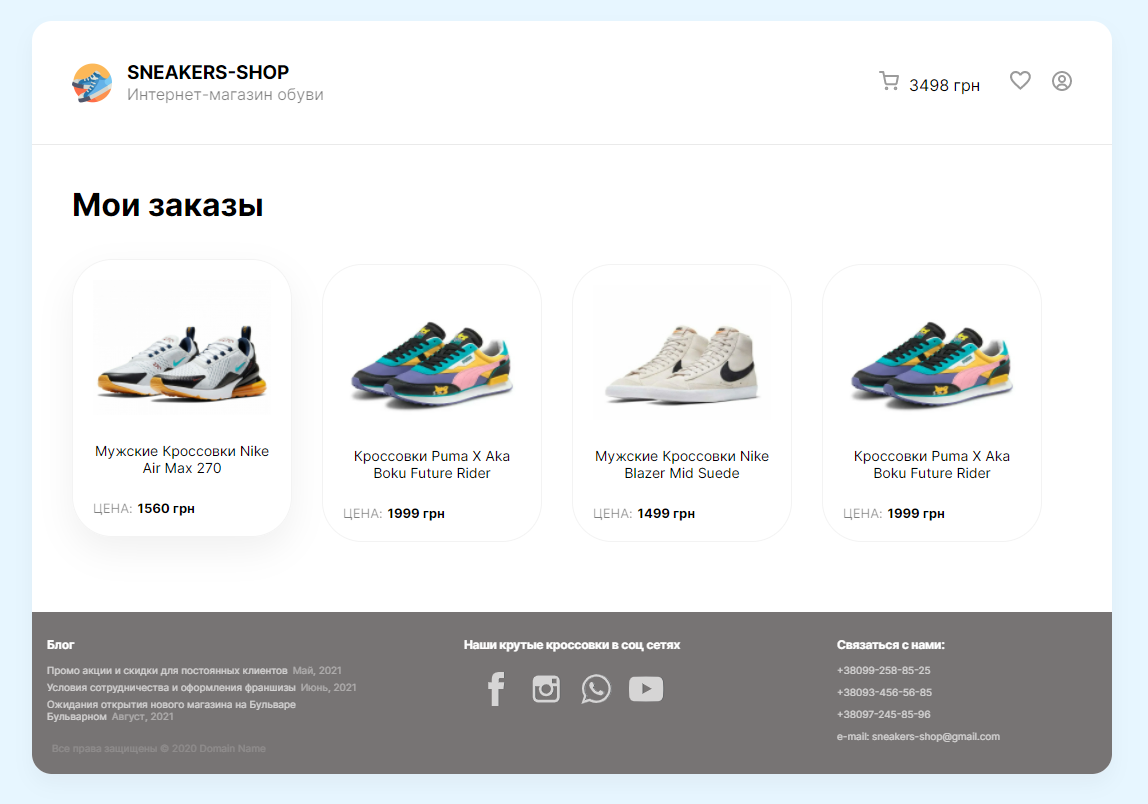 SNEAKERS-SHOP
Интернет-магазин обуви
3498 грн
Мои заказы
Мужские Кроссовки Nike
Air Max 270
ЦЕНА: 1560 грн
Кроссовки Puma X Aka
Boku Future Rider
ЦЕНА: 1999 грн
Мужские Кроссовки Nike
Blazer Mid Suede
ЦЕНА: 1499 грн
Кроссовки Puma X Aka
Boku Future Rider
ЦЕНА: 1999 грн
Блог
Промо акции и скидки для постоянных клиентов Май, 2021
Условия сотрудничества и оформления франшизы Июнь, 2021
Ожидания открытия нового магазина на Бульваре
Бульварном Август, 2021
Все права защищены © 2020 Domain Name
Наши крутые кроссовки в соц сетях
Связаться с нами:
+38099-258-85-25
+38093-456-56-85
+38097-245-85-96
e-mail: sneakers-shop@gmail.com